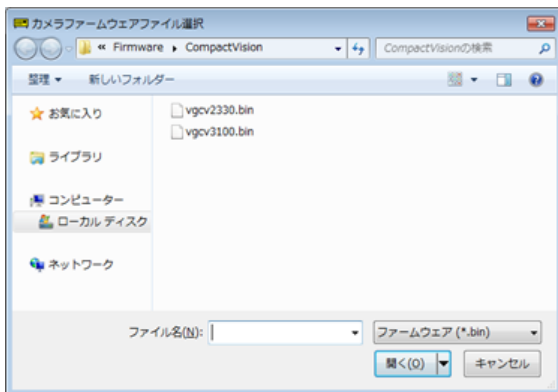 カメラファームウェアファイル選択
« Firmware ▸ CompactVision
CompactVisionの検索
整理 ▼ 新しいフォルダー
お気に入り
ライブラリ
コンピューター
ローカル ディスク
ネットワーク
vgcv2330.bin
vgcv3100.bin
ファイル名(N):
ファームウェア (*.bin)
開く(O)
キャンセル